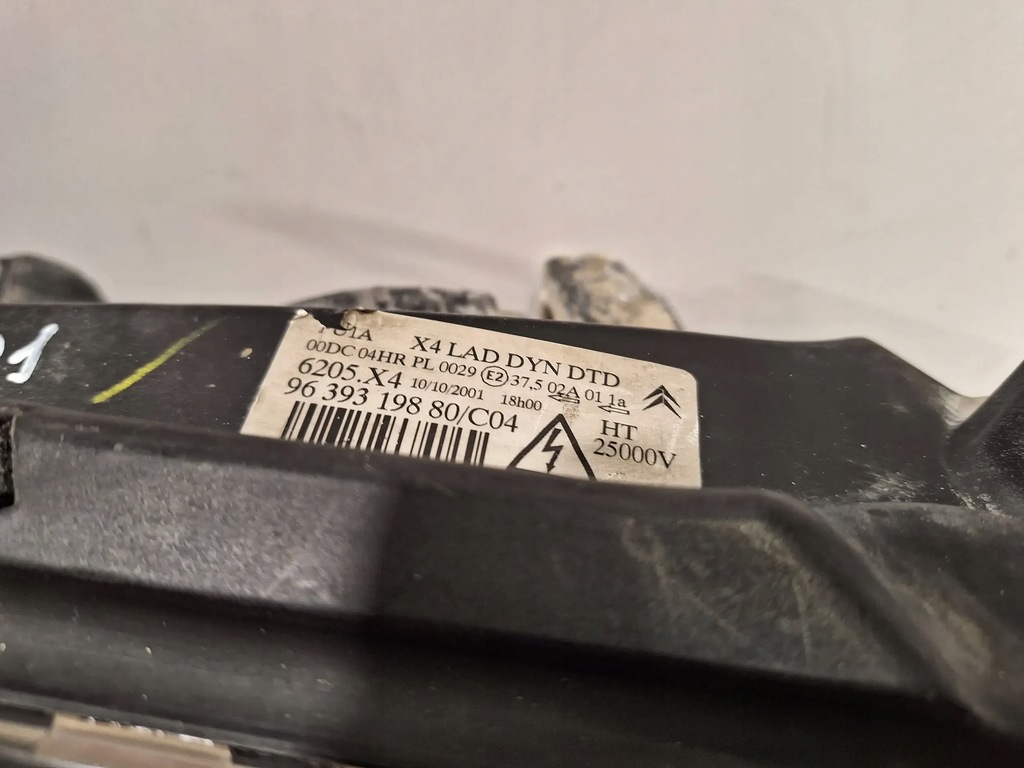 X4 LAD DYN DTD
00DC 04HR PL 0029 E2 37,5 02A 01 1a
6205.X4 10/10/2001 18h00
96 393 198 80/C04
HT
25000V
01